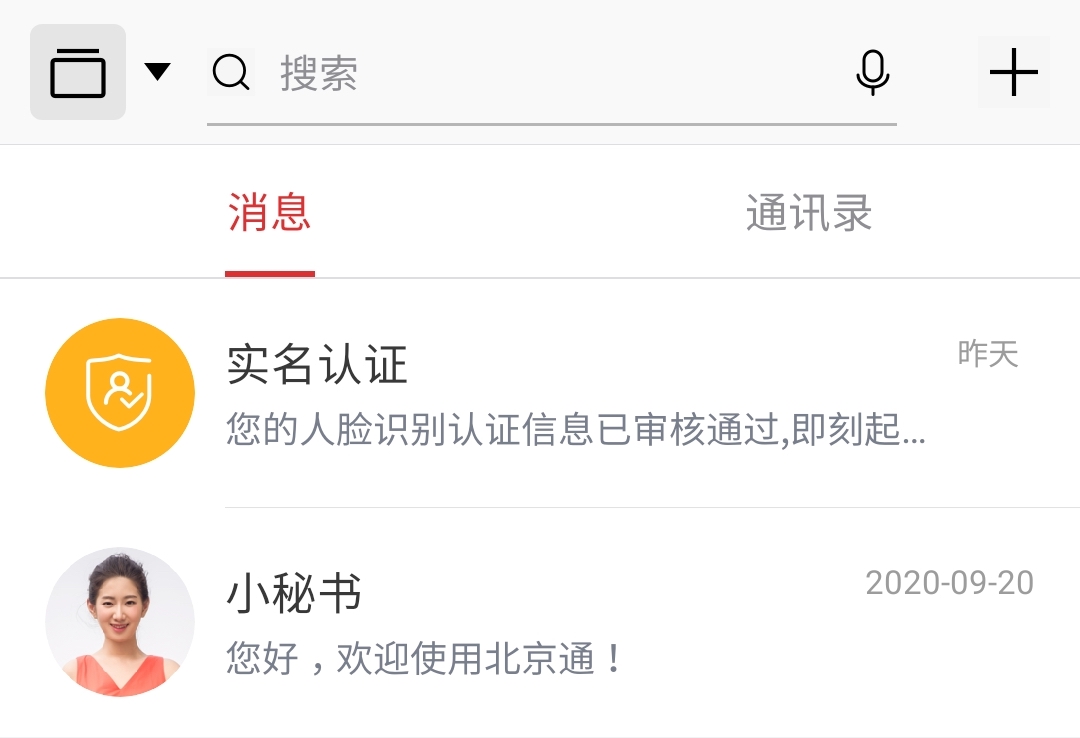 搜索
消息
通讯录
实名认证
昨天
您的人脸识别认证信息已审核通过,即刻起...
小秘书
2020-09-20
您好，欢迎使用北京通！